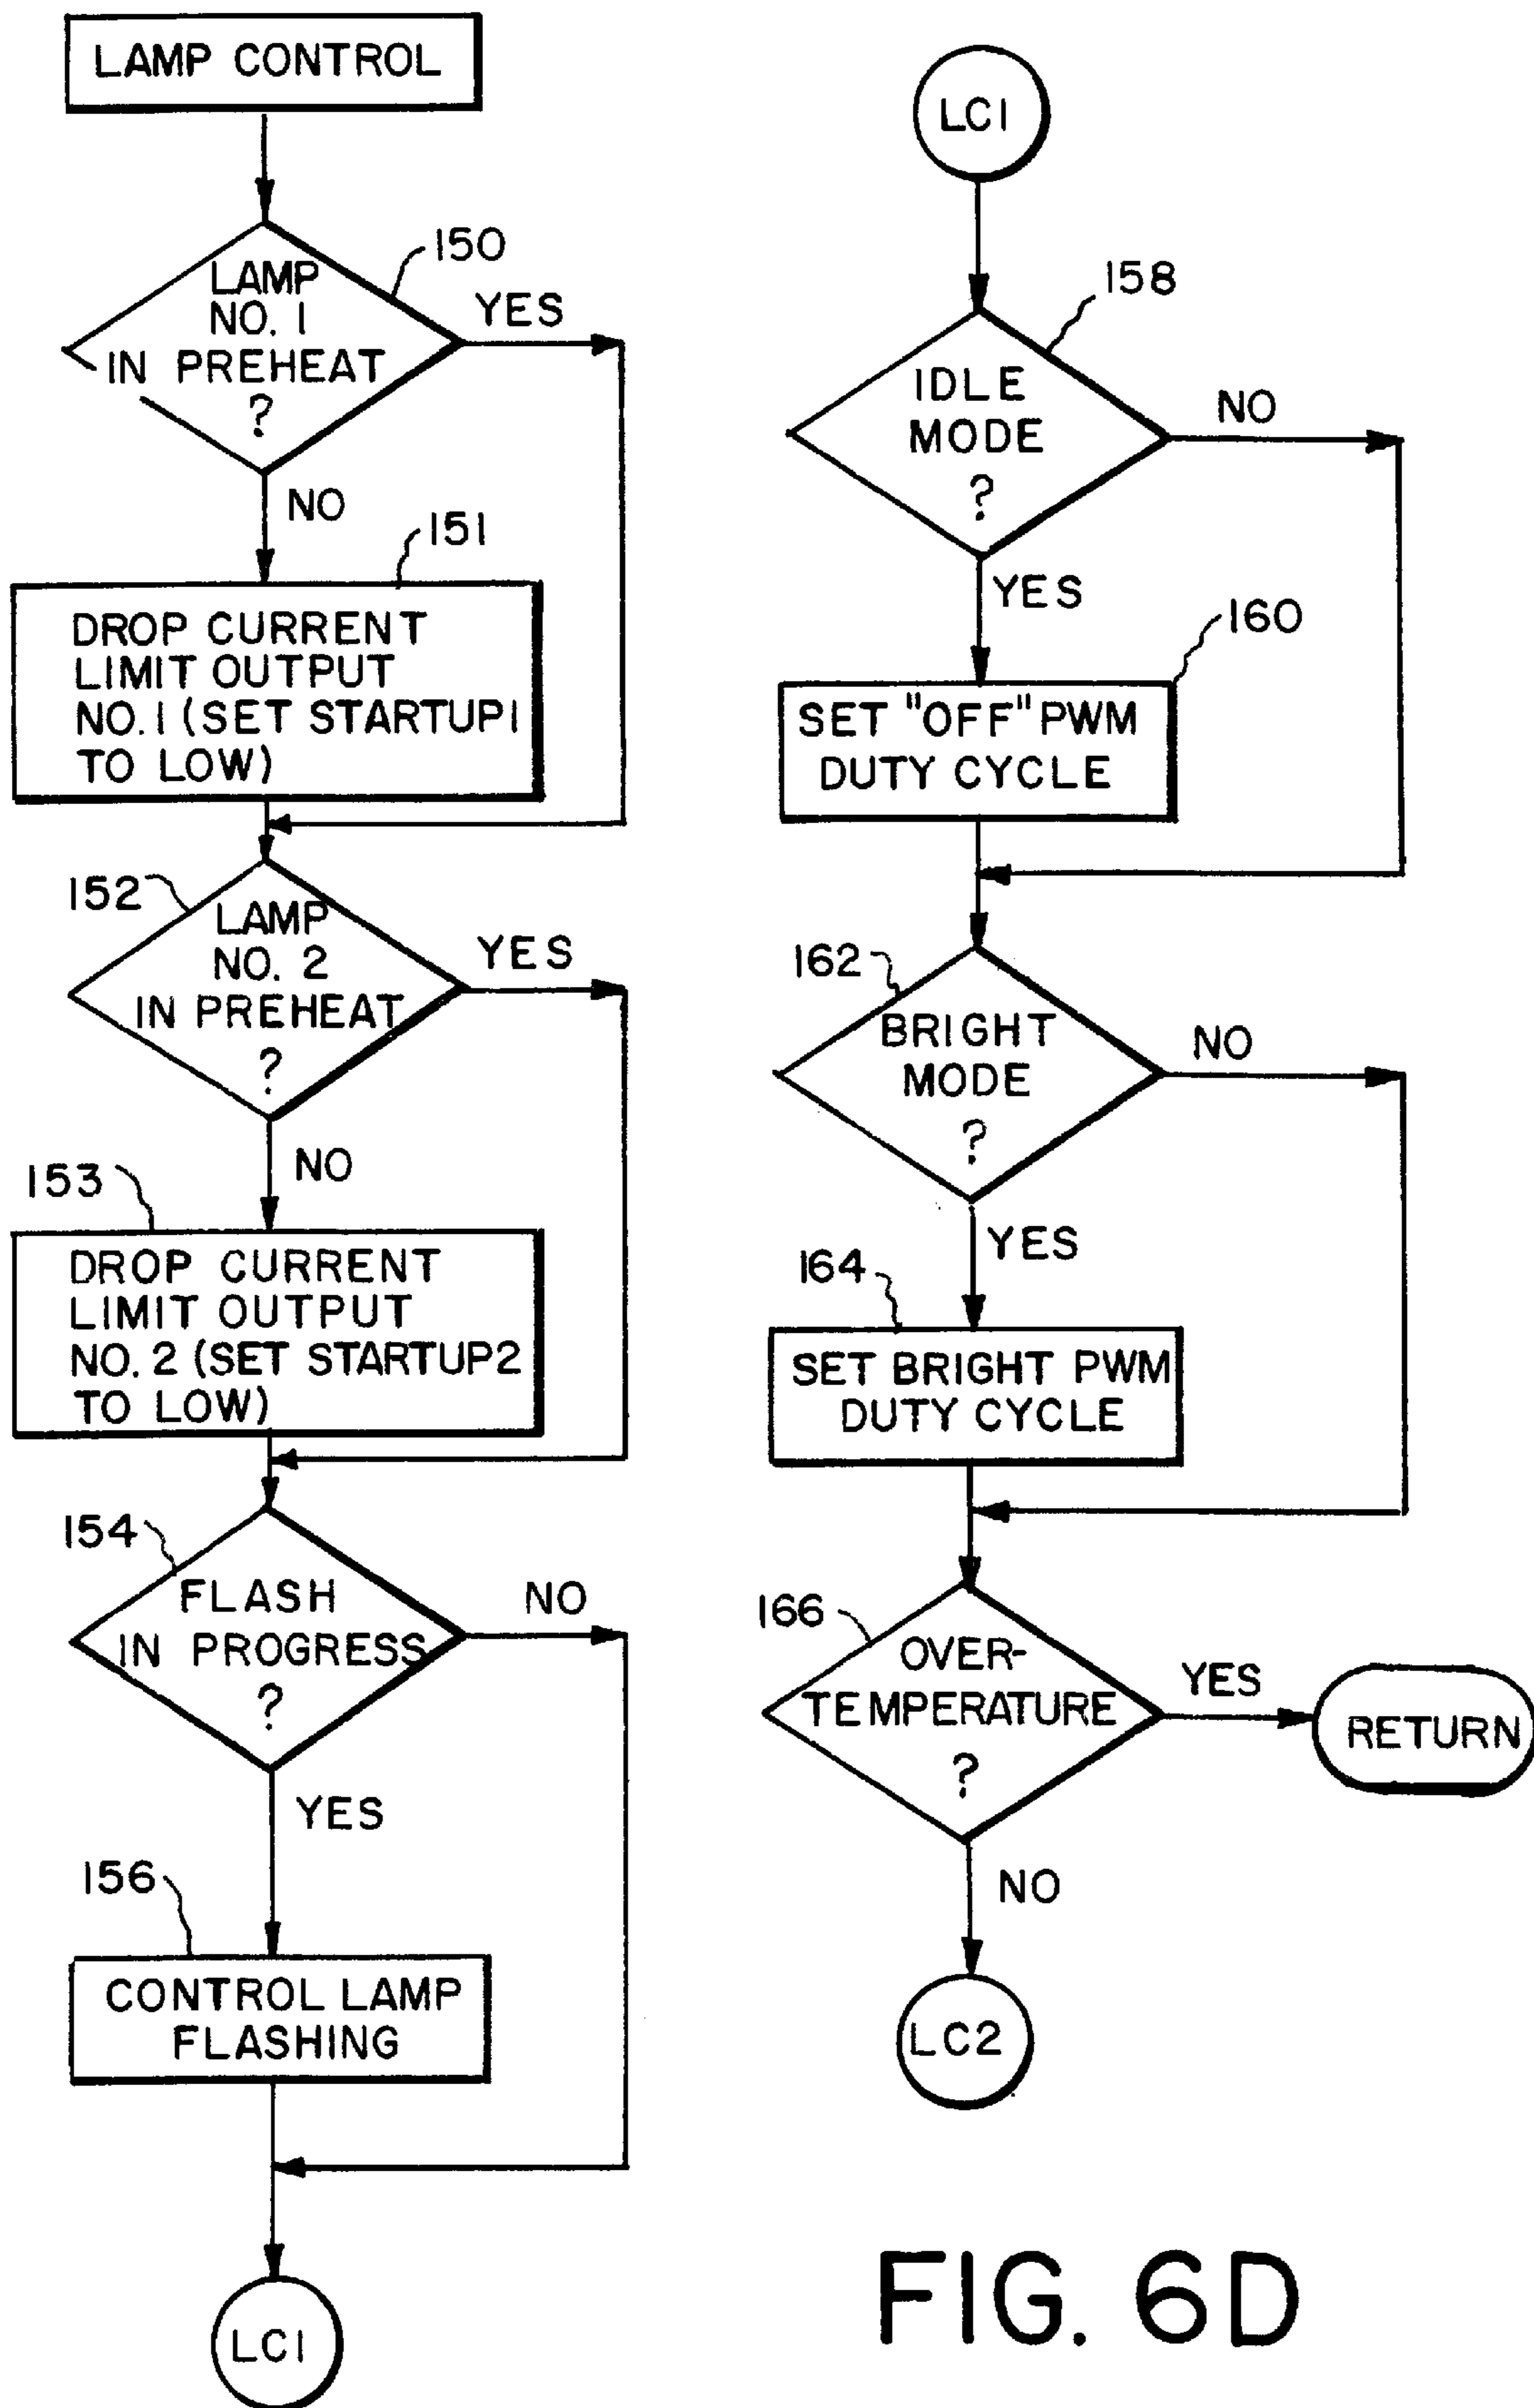 LAMP CONTROL
150
LAMP
NO. 1
IN PREHEAT
?
YES
NO
151
DROP CURRENT
LIMIT OUTPUT
NO. 1 (SET STARTUP1
TO LOW)
152
LAMP
NO. 2
IN PREHEAT
?
YES
NO
153
DROP CURRENT
LIMIT OUTPUT
NO. 2 (SET STARTUP2
TO LOW)
154
FLASH
IN PROGRESS
?
NO
YES
156
CONTROL LAMP
FLASHING
LC1
LC1
158
IDLE
MODE
?
NO
YES
160
SET "OFF" PWM
DUTY CYCLE
162
BRIGHT
MODE
?
NO
YES
164
SET BRIGHT PWM
DUTY CYCLE
166
OVER-
TEMPERATURE
?
YES
RETURN
NO
LC2
FIG. 6D